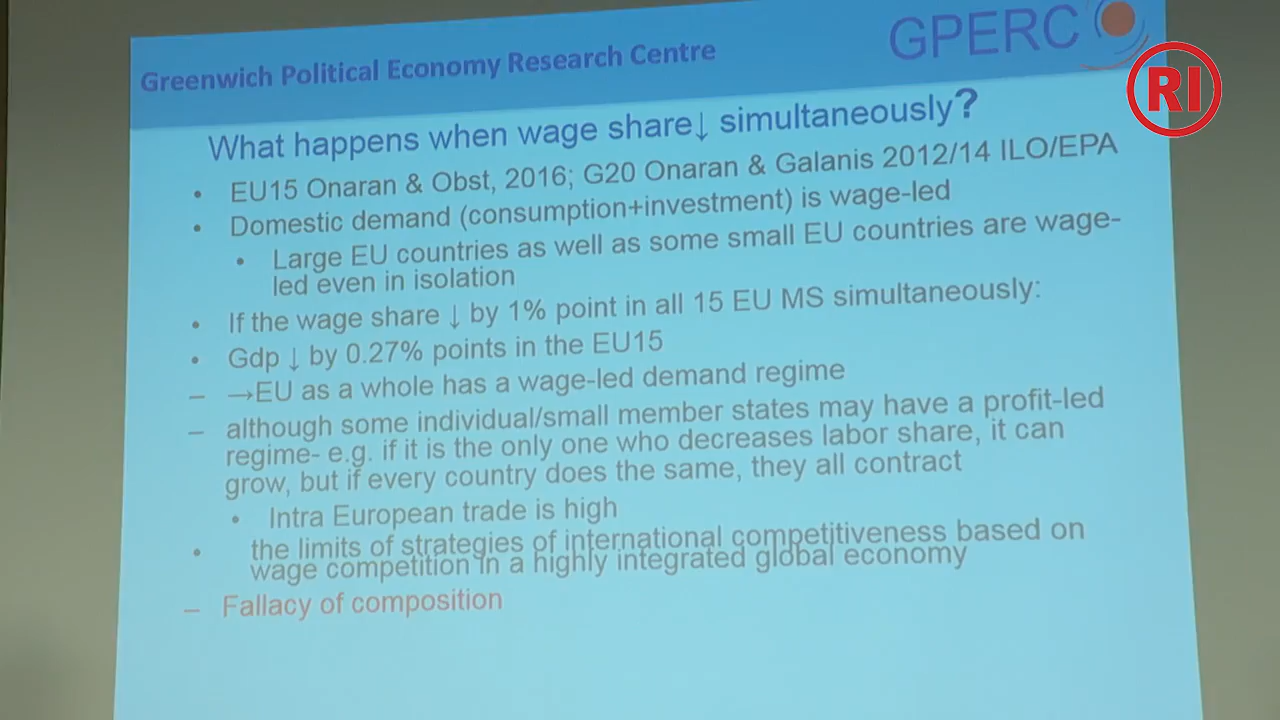 Greenwich Political Economy Research Centre
GPERC
RI
What happens when wage share↓ simultaneously?
• EU15 Onaran & Obst, 2016; G20 Onaran & Galanis 2012/14 ILO/EPA
• Domestic demand (consumption+investment) is wage-led
• Large EU countries as well as some small EU countries are wage-
led even in isolation
• If the wage share ↓ by 1% point in all 15 EU MS simultaneously:
• Gdp ↓ by 0.27% points in the EU15
– →EU as a whole has a wage-led demand regime
– although some individual/small member states may have a profit-led
regime- e.g. if it is the only one who decreases labor share, it can
grow, but if every country does the same, they all contract
• Intra European trade is high
• the limits of strategies of international competitiveness based on
wage competition in a highly integrated global economy
– Fallacy of composition